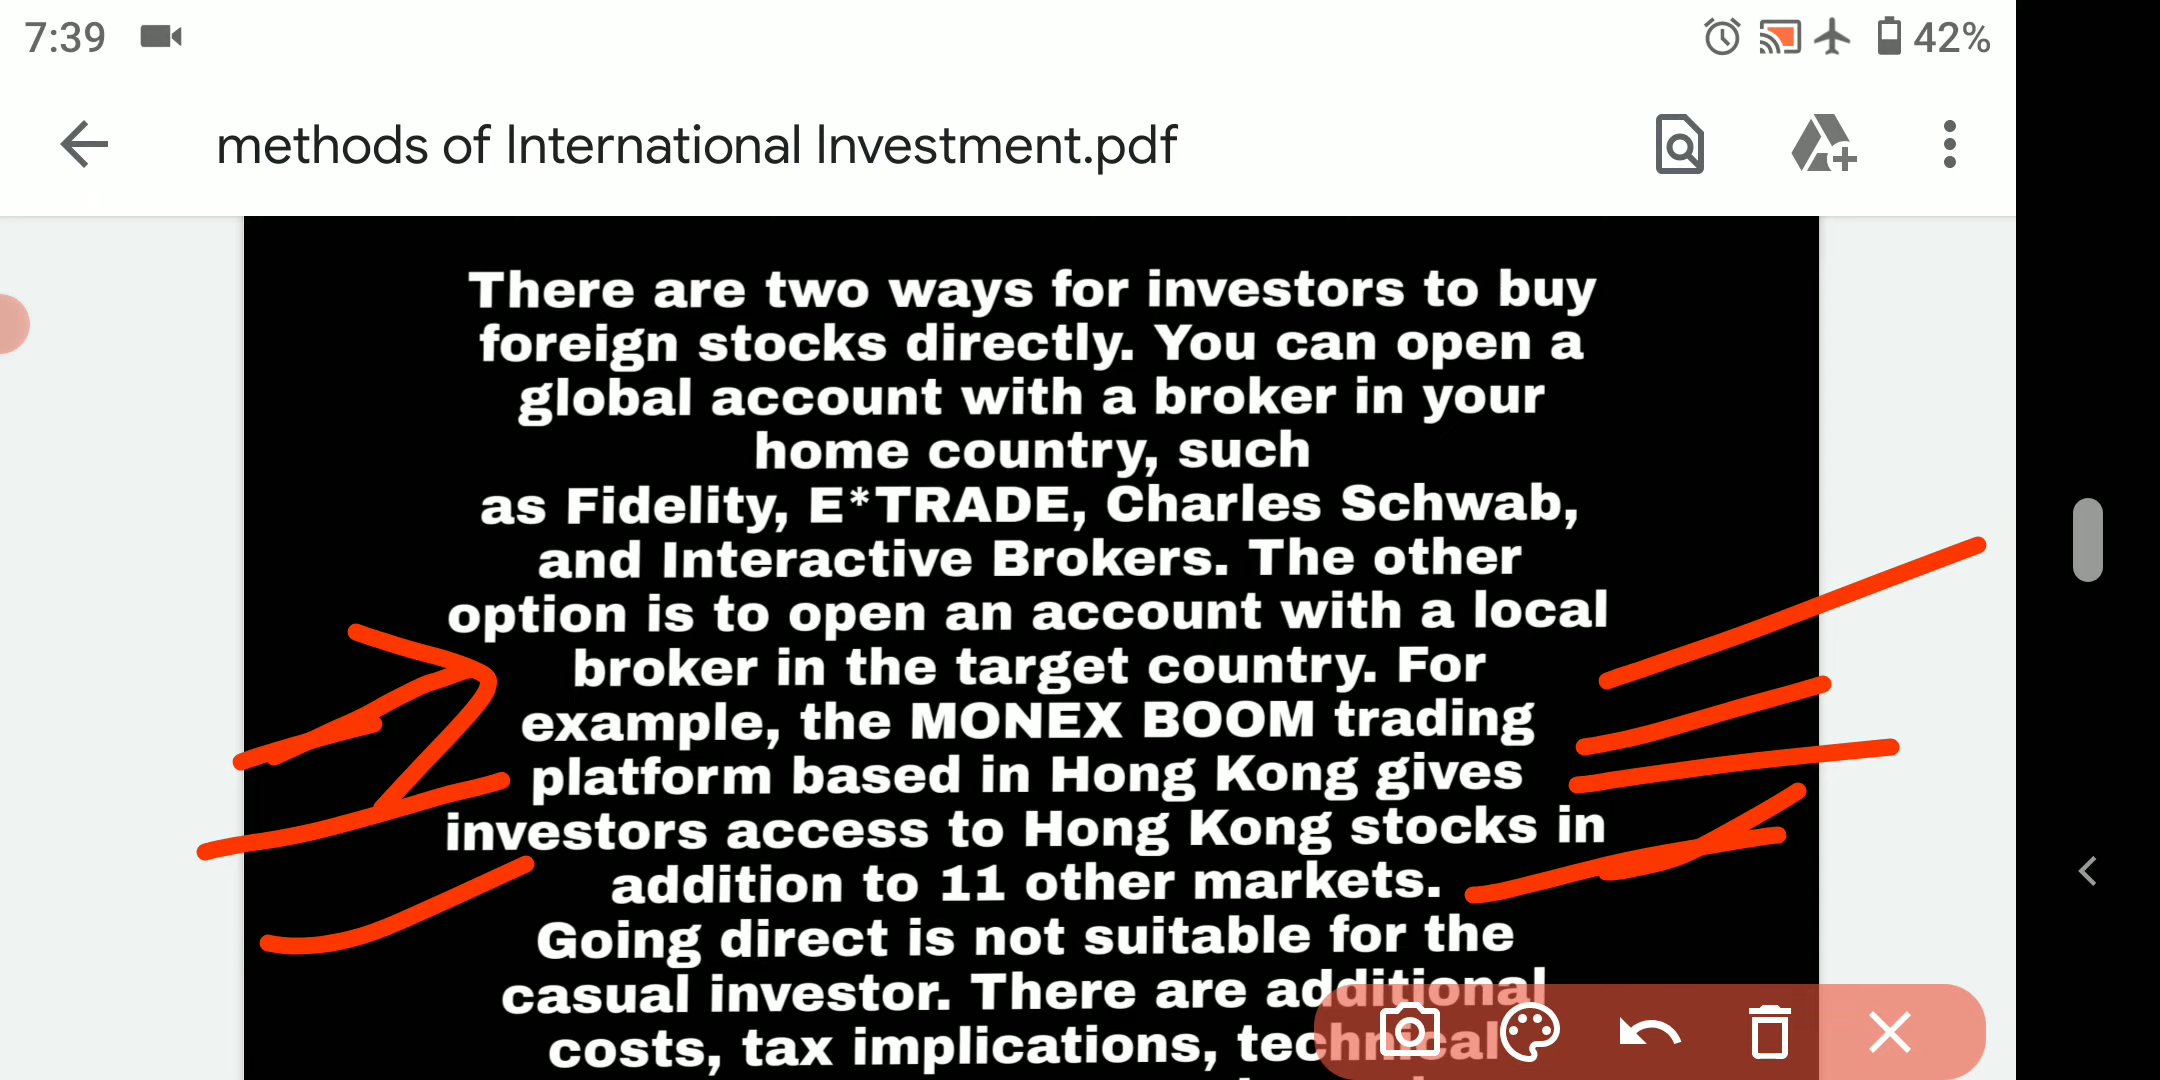 7:39
42%
methods of International Investment.pdf
There are two ways for investors to buy
foreign stocks directly. You can open a
global account with a broker in your
home country, such
as Fidelity, E*TRADE, Charles Schwab,
and Interactive Brokers. The other
option is to open an account with a local
broker in the target country. For
example, the MONEX BOOM trading
platform based in Hong Kong gives
investors access to Hong Kong stocks in
addition to 11 other markets.
Going direct is not suitable for the
casual investor. There are additional
costs, tax implications, technical